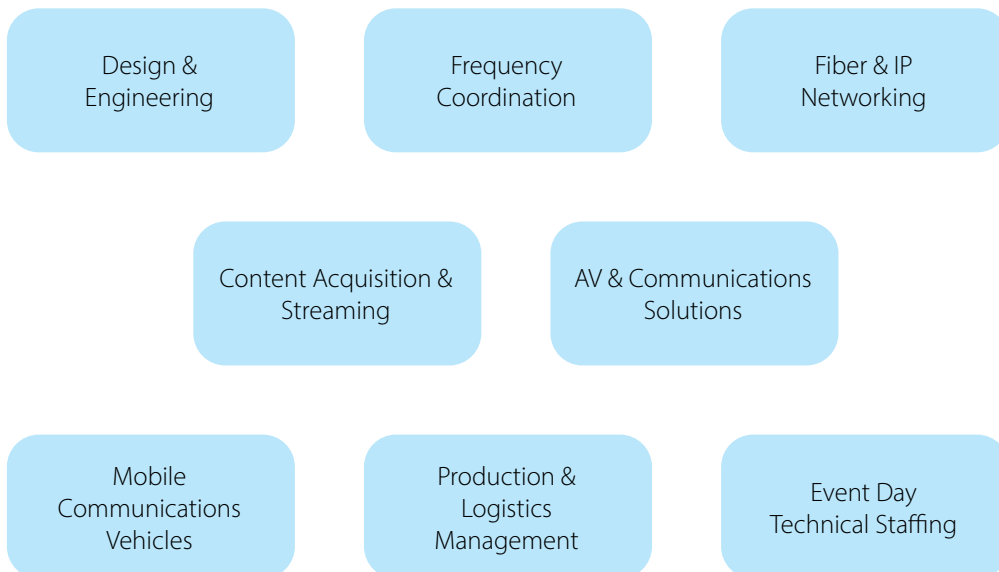 Design &
Engineering
Frequency
Coordination
Fiber & IP
Networking
Content Acquisition &
Streaming
AV & Communications
Solutions
Mobile
Communications
Vehicles
Production &
Logistics
Management
Event Day
Technical Staffing